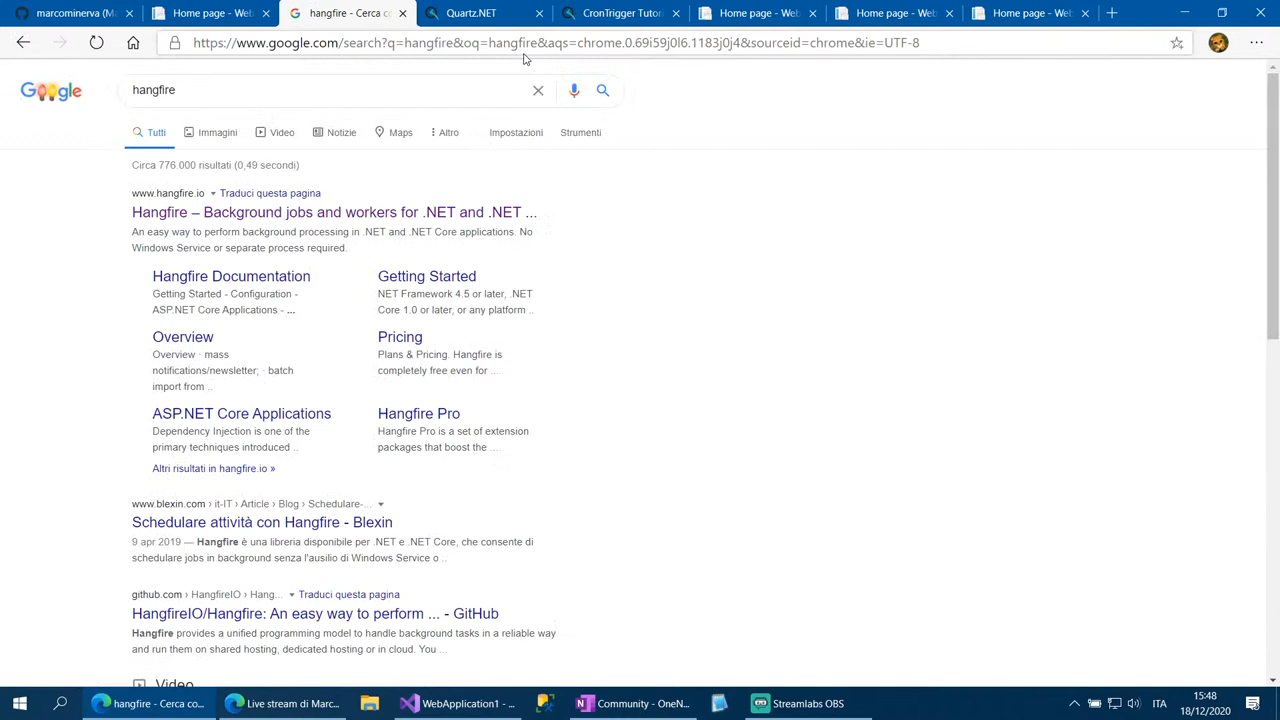 marcominerva (M
Home page - Web
hangfire - Cerca c
Quartz.NET
CronTrigger Tutori
Home page - Web
Home page - Web
Home page - Web
https://www.google.com/search?q=hangfire&oq=hangfire&aqs=chrome.0.69i59j0l6.1183j0j4&sourceid=chrome&ie=UTF-8
Google
hangfire
Tutti Immagini Video Notizie Maps Altro Impostazioni Strumenti
Circa 776.000 risultati (0,49 secondi)
www.hangfire.io Traduci questa pagina
Hangfire – Background jobs and workers for .NET and .NET ...
An easy way to perform background processing in .NET and .NET Core applications. No
Windows Service or separate process required.
Hangfire Documentation
Getting Started - Configuration -
ASP.NET Core Applications - ...
Getting Started
NET Framework 4.5 or later, .NET
Core 1.0 or later, or any platform ..
Overview
Overview · mass
notifications/newsletter; · batch
import from ..
Pricing
Plans & Pricing. Hangfire is
completely free even for ...
ASP.NET Core Applications
Dependency Injection is one of the
primary techniques introduced ..
Hangfire Pro
Hangfire Pro is a set of extension
packages that boost the ...
Altri risultati in hangfire.io »
www.blexin.com › it-IT › Article › Blog › Schedulare-...
Schedulare attività con Hangfire - Blexin
9 apr 2019 — Hangfire è una libreria disponibile per .NET e .NET Core, che consente di
schedulare jobs in background senza l'ausilio di Windows Service o ..
github.com › HangfireIO › Hang... Traduci questa pagina
HangfireIO/Hangfire: An easy way to perform ... - GitHub
Hangfire provides a unified programming model to handle background tasks in a reliable way
and run them on shared hosting, dedicated hosting or in cloud. You ...
Video
hangfire - Cerca co...
Live stream di Marc...
WebApplication1 - ...
Community - OneN...
Streamlabs OBS
ITA
15:48
18/12/2020